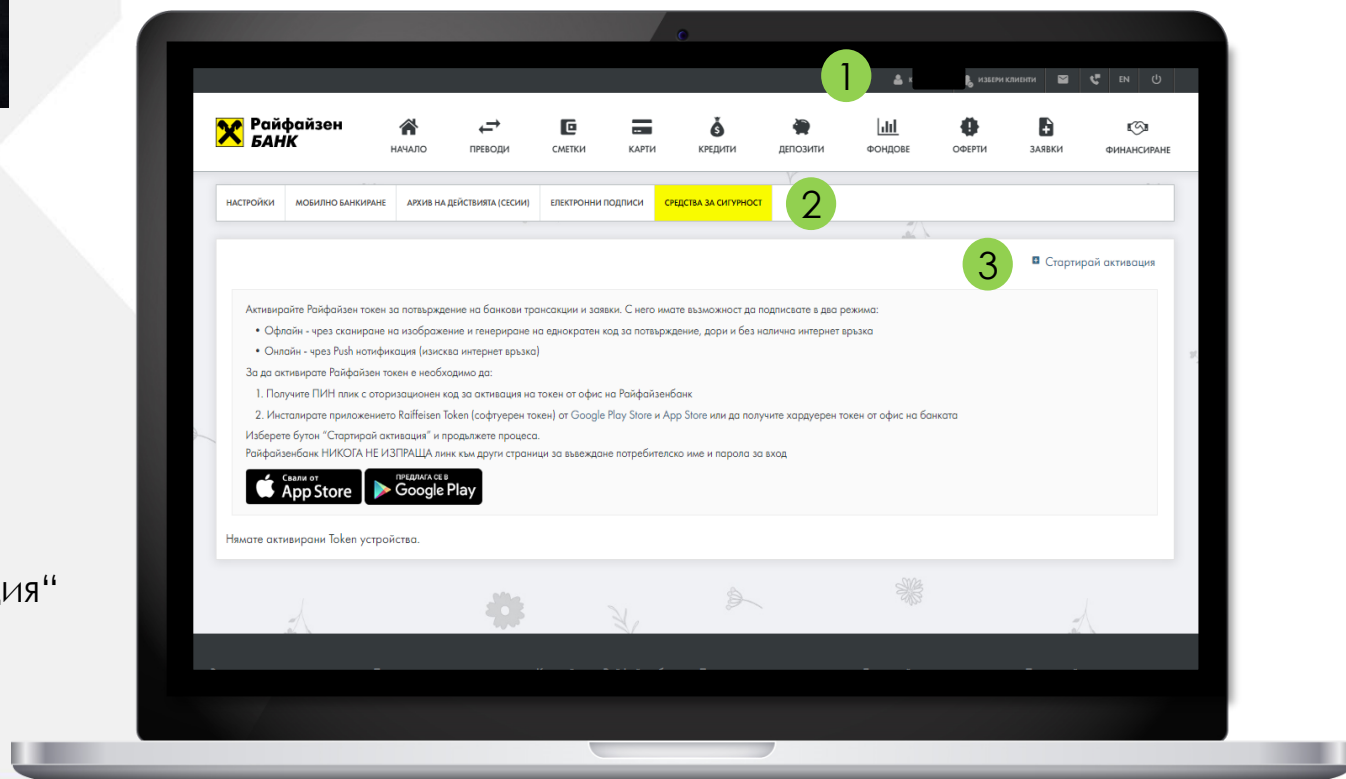 1
ИЗБЕРИ КЛИЕНТИ
EN
Райфайзен
БАНК
НАЧАЛО
ПРЕВОДИ
СМЕТКИ
КАРТИ
КРЕДИТИ
ДЕПОЗИТИ
ФОНДОВЕ
ОФЕРТИ
ЗАЯВКИ
ФИНАНСИРАНЕ
НАСТРОЙКИ
МОБИЛНО БАНКИРАНЕ
АРХИВ НА ДЕЙСТВИЯТА (СЕСИИ)
ЕЛЕКТРОННИ ПОДПИСИ
СРЕДСТВА ЗА СИГУРНОСТ
2
3
Стартирай активация
Активирайте Райфайзен токен за потвърждение на банкови трансакции и заявки. С него имате възможност да подписвате в два режима:
• Офлайн - чрез сканиране на изображение и генериране на еднократен код за потвърждение, дори и без налична интернет връзка
• Онлайн - чрез Push нотификация (изисква интернет връзка)
За да активирате Райфайзен токен е необходимо да:
1. Получите ПИН плик с оторизационен код за активация на токен от офис на Райфайзенбанк
2. Инсталирате приложението Raiffeisen Token (софтуерен токен) от Google Play Store и App Store или да получите хардуерен токен от офис на банката
Изберете бутон "Стартирай активация" и продължете процеса.
Райфайзенбанк НИКОГА НЕ ИЗПРАЩА линк към други страници за въвеждане потребителско име и парола за вход
Свали от
App Store
ПРЕДЛАГА СЕ В
Google Play
Нямате активирани Token устройства.
ция“